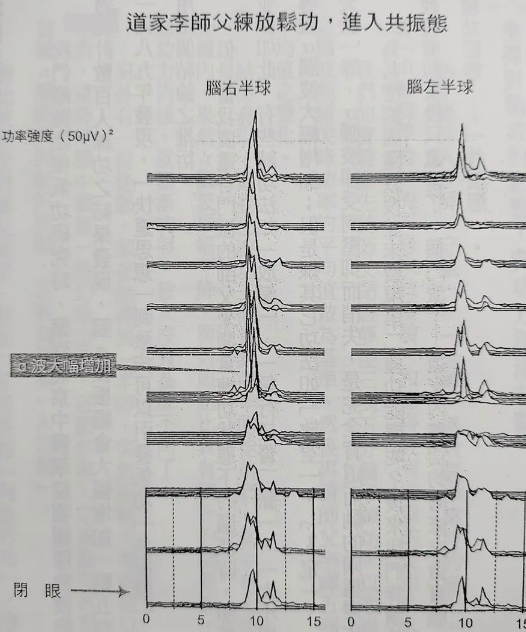 道家李師父練放鬆功，進入共振態
腦右半球
腦左半球
功率強度（50μV）²
α波大幅增加
閉 眼
0 5 10 15
0 5 10 15